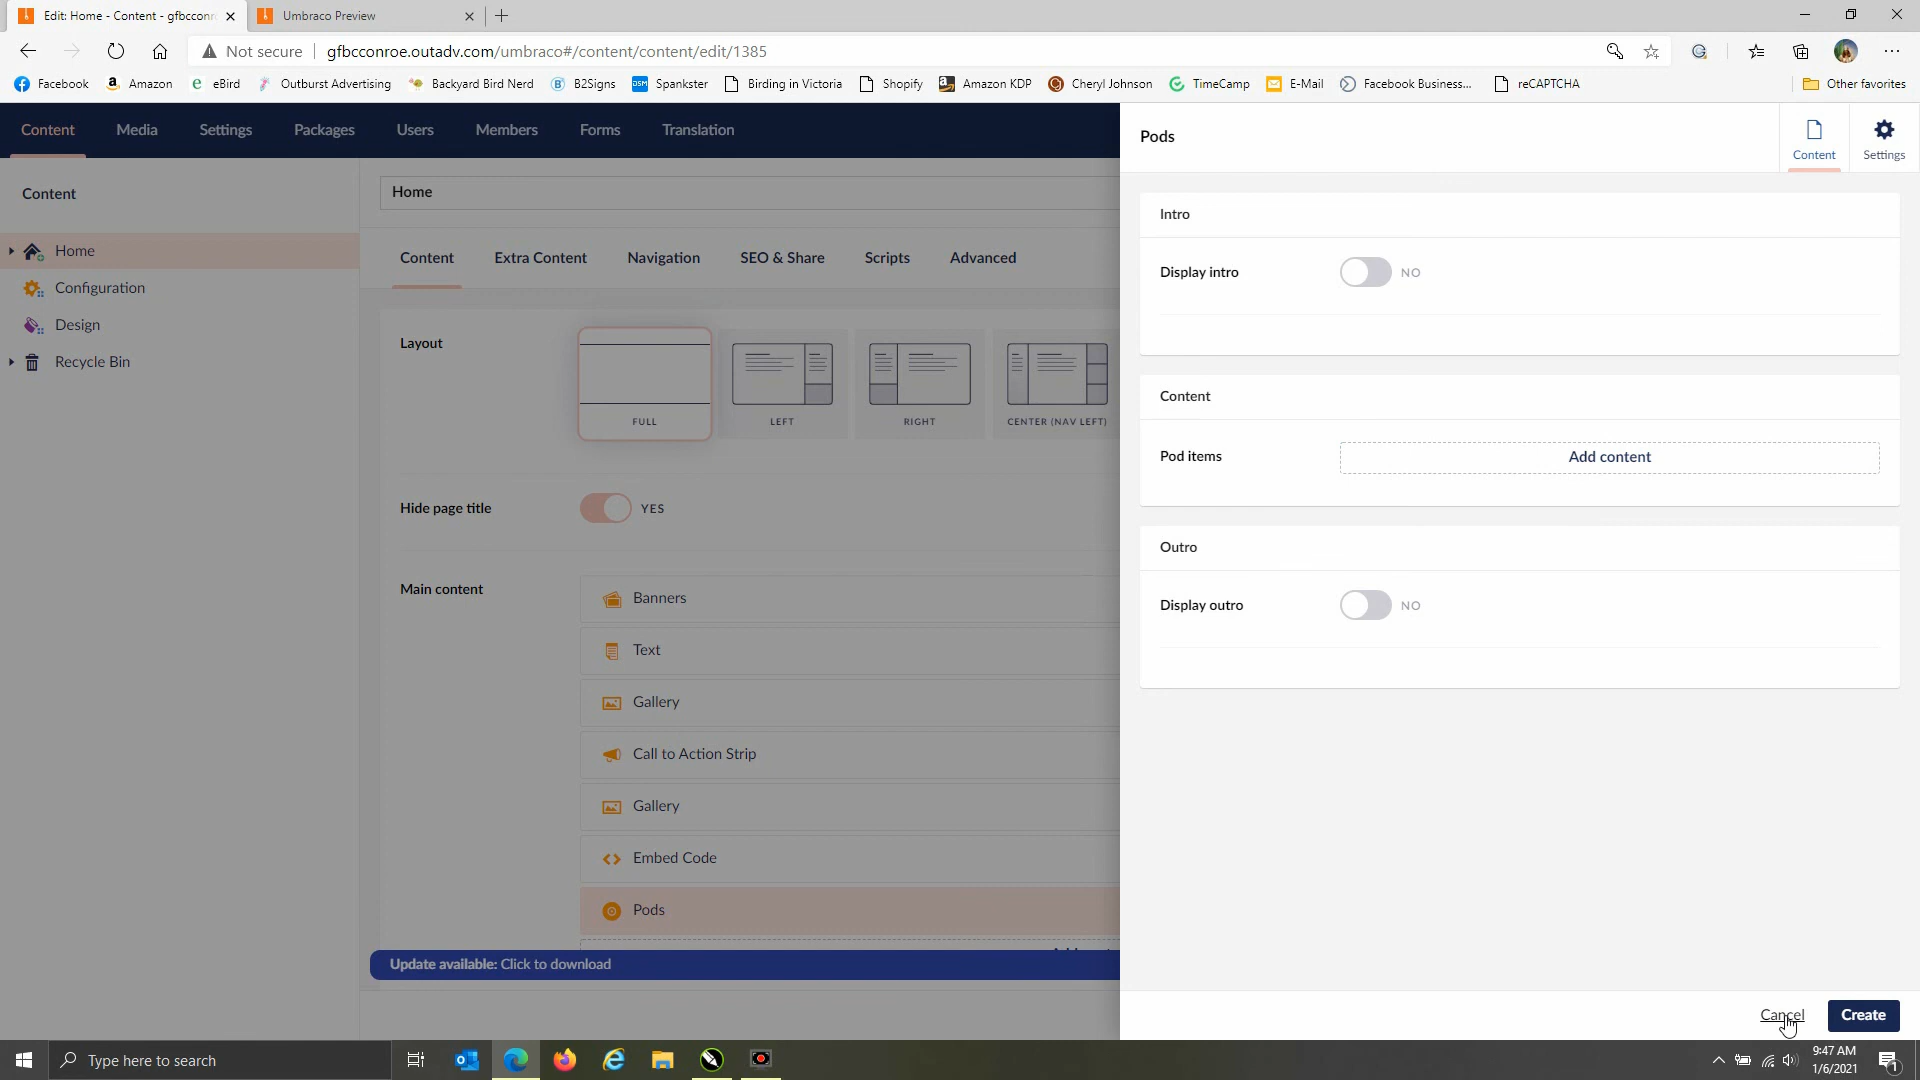 Edit: Home - Content - gfbcconr
Umbraco Preview
Not secure
gfbcconroe.outadv.com/umbraco#/content/content/edit/1385
Facebook
Amazon
eBird
Outburst Advertising
Backyard Bird Nerd
B2Signs
Spankster
Birding in Victoria
Shopify
Amazon KDP
Cheryl Johnson
TimeCamp
E-Mail
Facebook Business...
reCAPTCHA
Other favorites
Content
Media
Settings
Packages
Users
Members
Forms
Translation
Pods
Content
Settings
Content
Home
Configuration
Design
Recycle Bin
Home
Content
Extra Content
Navigation
SEO & Share
Scripts
Advanced
Layout
FULL
LEFT
RIGHT
CENTER (NAV LEFT)
Hide page title
YES
Main content
Banners
Text
Gallery
Call to Action Strip
Gallery
Embed Code
Pods
Update available: Click to download
Intro
Display intro
NO
Content
Pod items
Add content
Outro
Display outro
NO
Cancel
Create
Type here to search
9:47 AM
1/6/2021